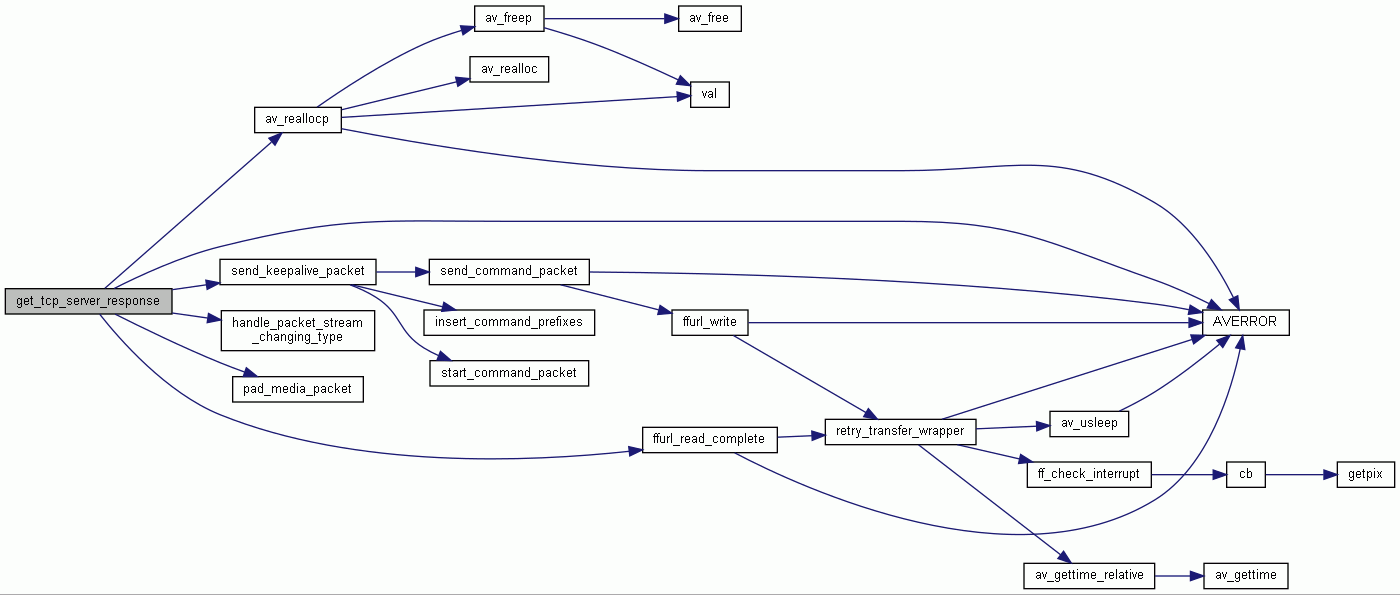 av_freep
av_free
av_realloc
val
av_reallocp
send_keepalive_packet
send_command_packet
get_tcp_server_response
insert_command_prefixes
ffurl_write
AVERROR
handle_packet_stream
_changing_type
start_command_packet
pad_media_packet
av_usleep
ffurl_read_complete
retry_transfer_wrapper
ff_check_interrupt
cb
getpix
av_gettime_relative
av_gettime